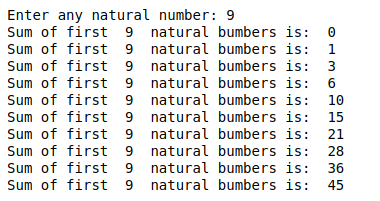 Enter any natural number: 9
Sum of first  9  natural bumbers is:  0
Sum of first  9  natural bumbers is:  1
Sum of first  9  natural bumbers is:  3
Sum of first  9  natural bumbers is:  6
Sum of first  9  natural bumbers is:  10
Sum of first  9  natural bumbers is:  15
Sum of first  9  natural bumbers is:  21
Sum of first  9  natural bumbers is:  28
Sum of first  9  natural bumbers is:  36
Sum of first  9  natural bumbers is:  45